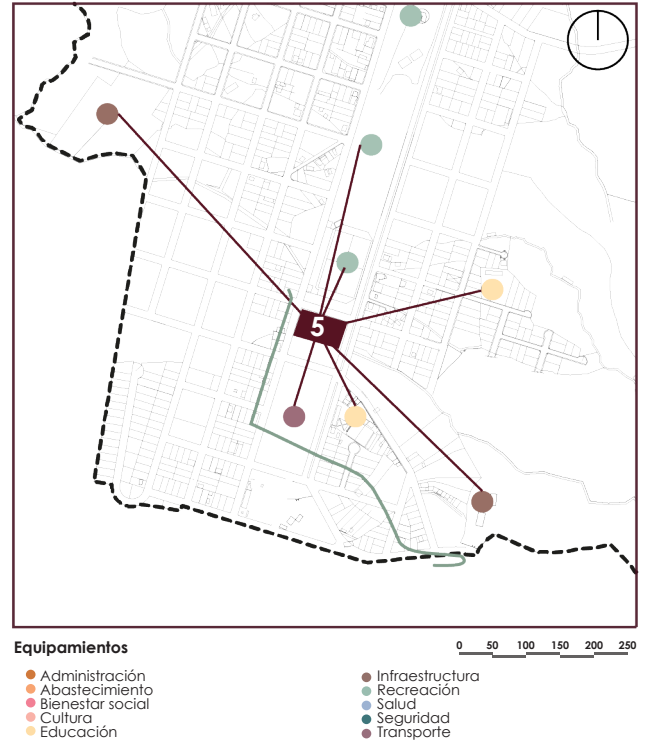 5
Equipamientos
0 50 100 150 200 250
Administración
Abastecimiento
Bienestar social
Cultura
Educación
Infraestructura
Recreación
Salud
Seguridad
Transporte